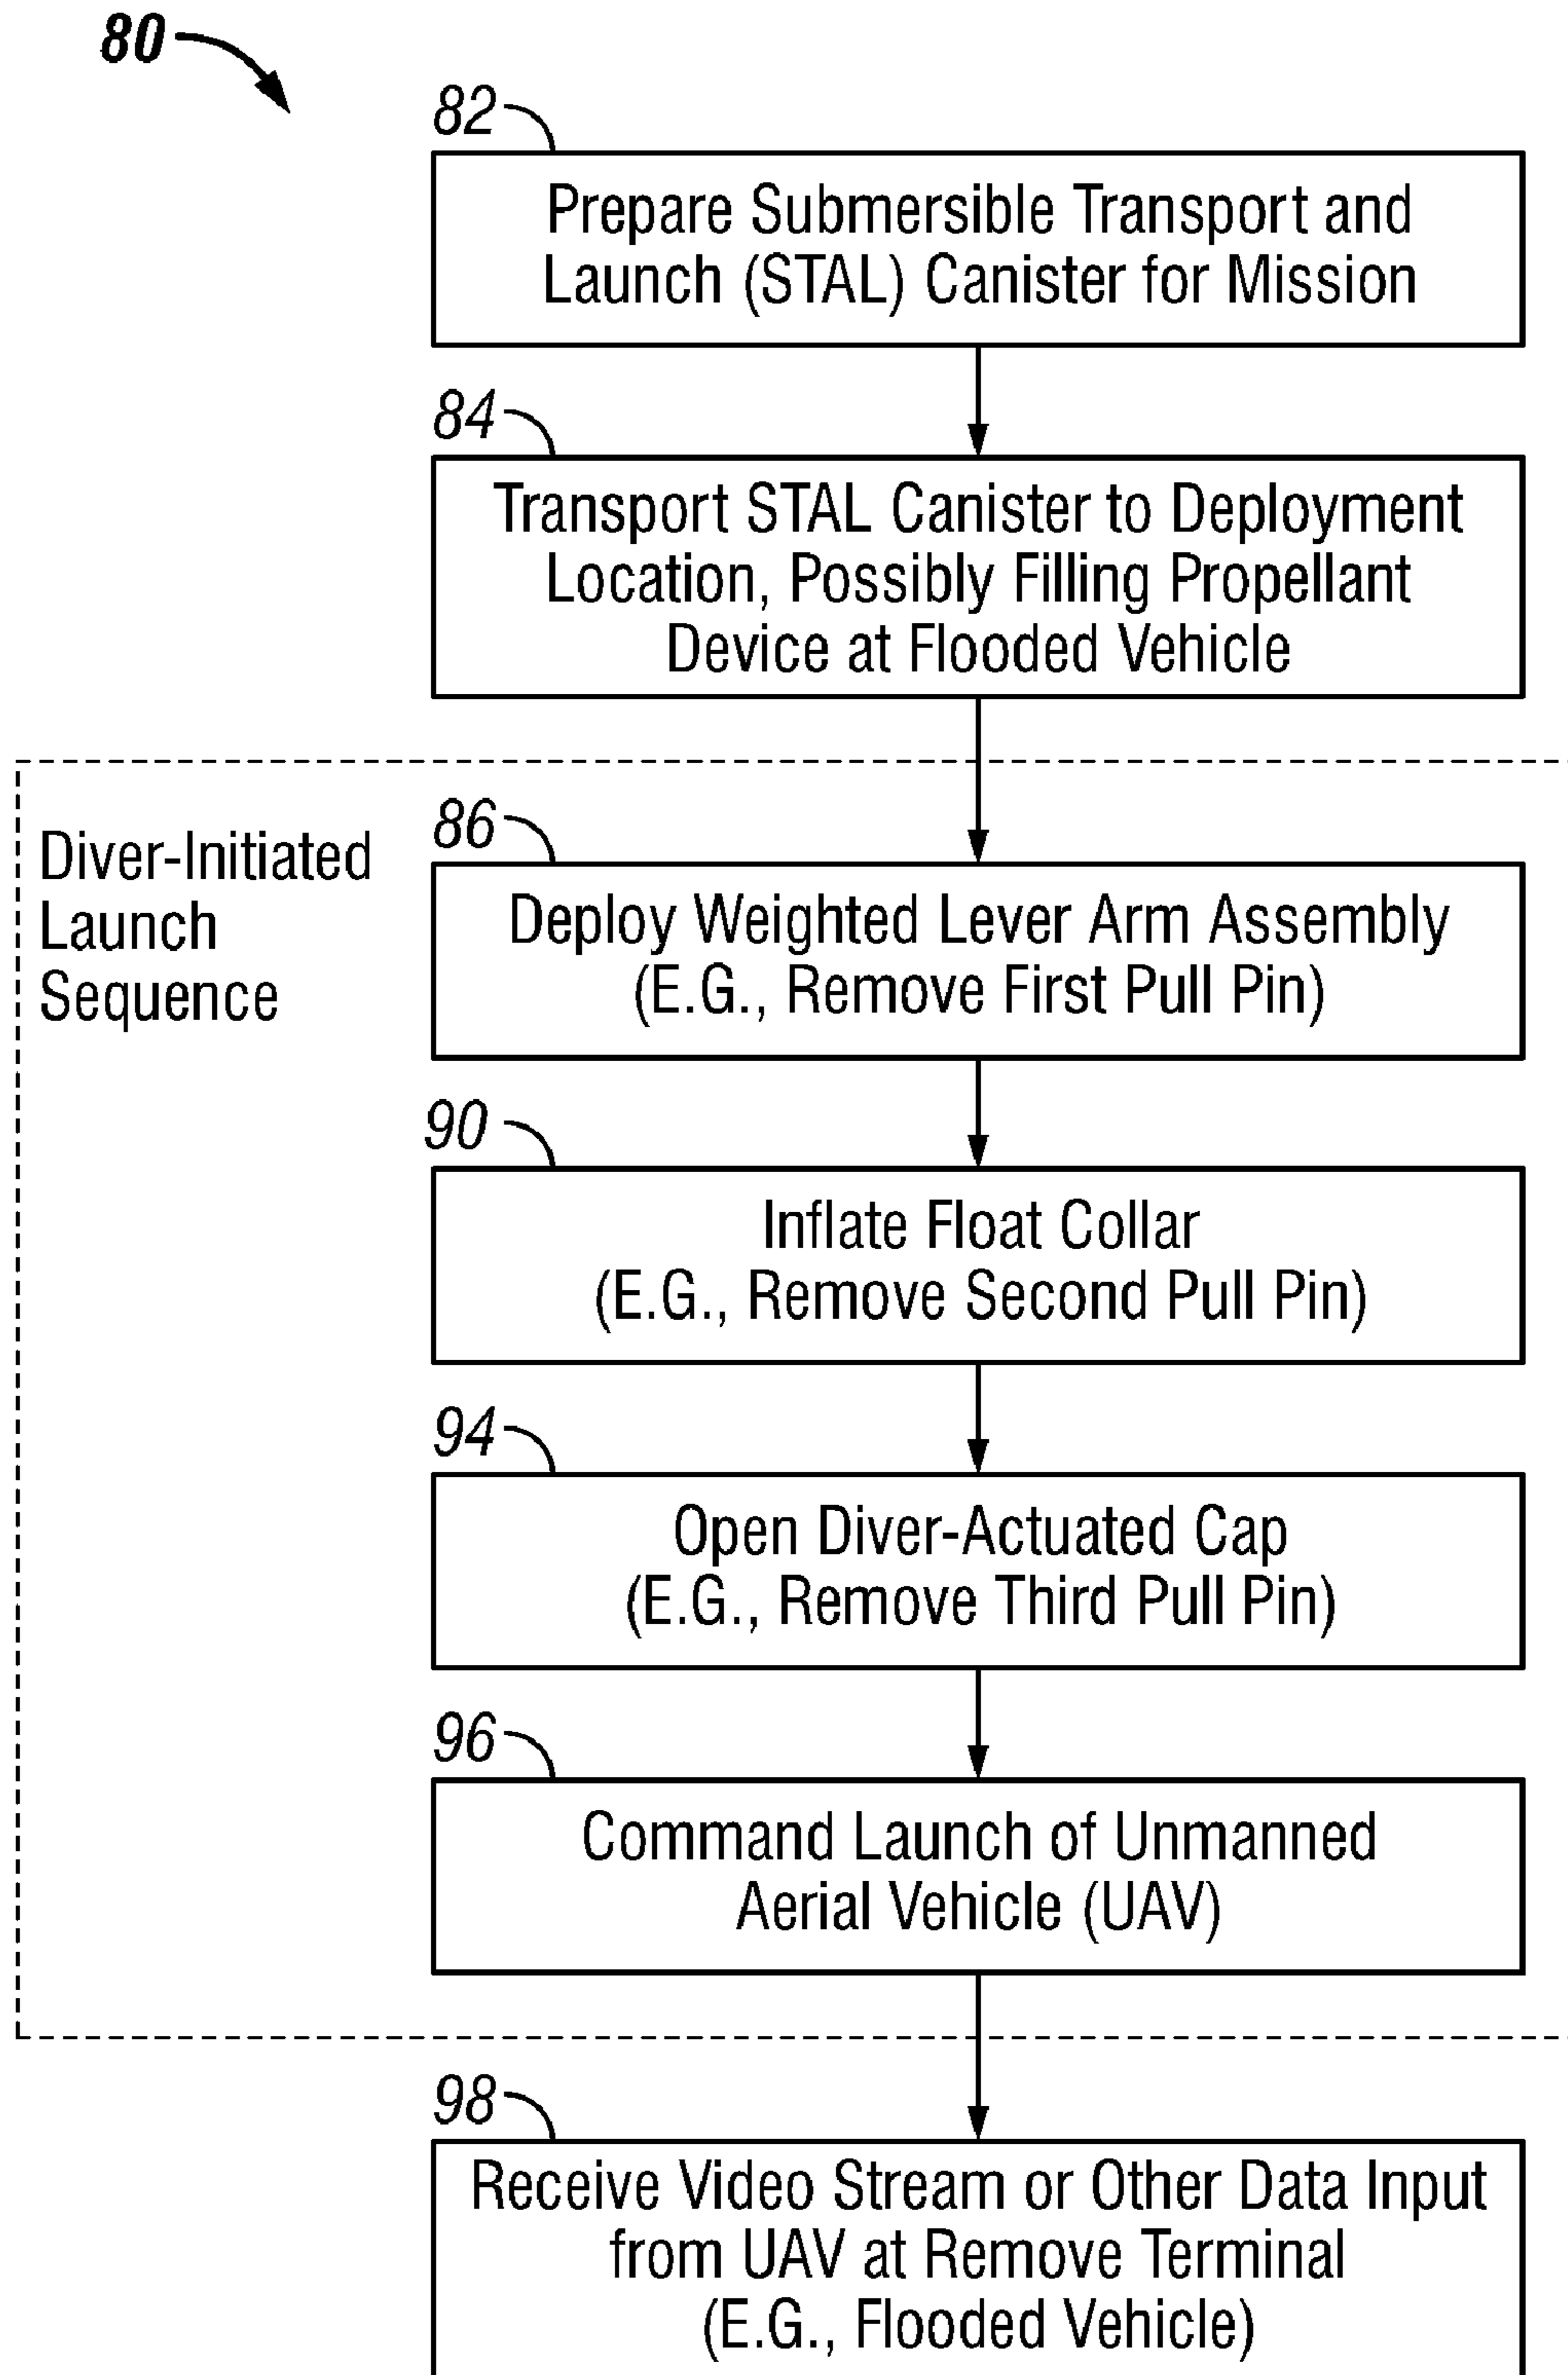 80
82
Prepare Submersible Transport and
Launch (STAL) Canister for Mission
84
Transport STAL Canister to Deployment
Location, Possibly Filling Propellant
Device at Flooded Vehicle
Diver-Initiated
Launch
Sequence
86
Deploy Weighted Lever Arm Assembly
(E.G., Remove First Pull Pin)
90
Inflate Float Collar
(E.G., Remove Second Pull Pin)
94
Open Diver-Actuated Cap
(E.G., Remove Third Pull Pin)
96
Command Launch of Unmanned
Aerial Vehicle (UAV)
98
Receive Video Stream or Other Data Input
from UAV at Remove Terminal
(E.G., Flooded Vehicle)